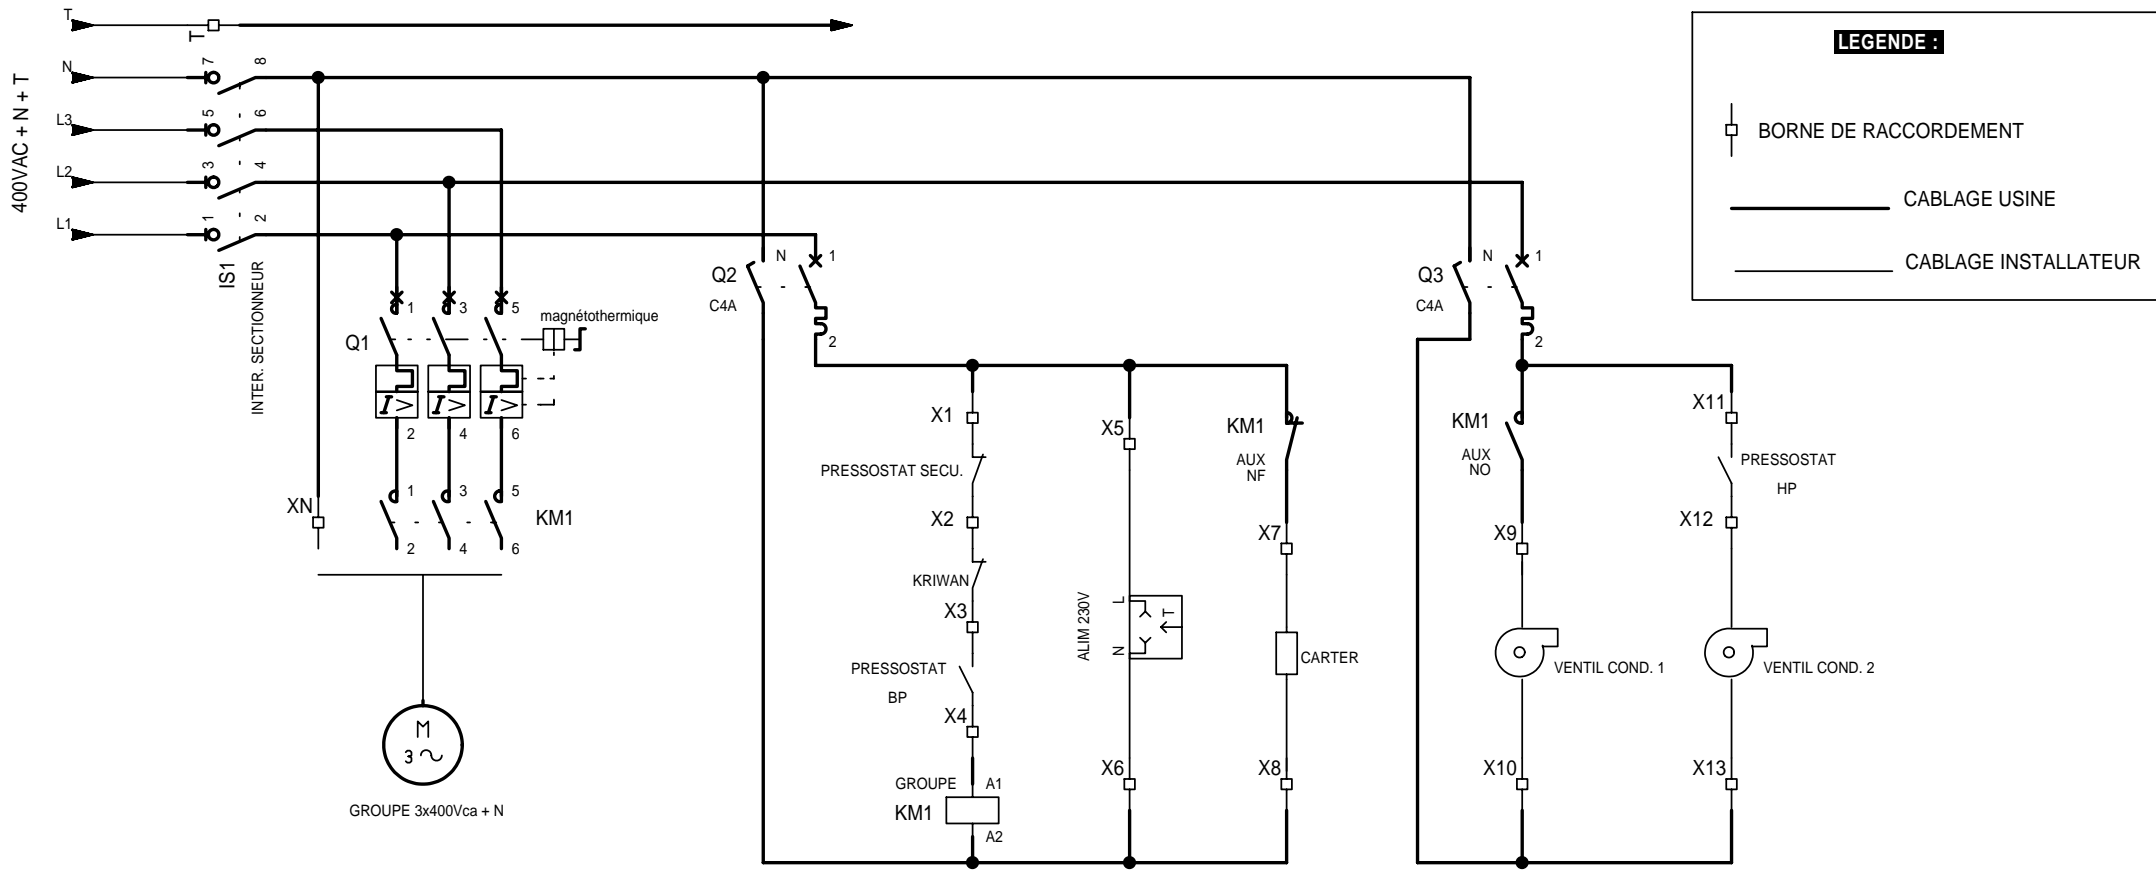 400VAC + N + T
T
T
N
7
8
L3
5
6
L2
3
4
L1
1
2
IS1
INTER. SECTIONNEUR
Q1
1
3
5
magnétothermique
I >
I >
I >
2
4
6
XN
1
3
5
KM1
2
4
6
M
3
GROUPE 3x400Vca + N
Q2
C4A
N
1
2
X1
PRESSOSTAT SECU.
X2
KRIWAN
X3
PRESSOSTAT
BP
X4
GROUPE
A1
KM1
A2
X5
ALIM 230V
L
T
N
X6
KM1
AUX
NF
X7
CARTER
X8
Q3
C4A
N
1
2
KM1
AUX
NO
X9
VENTIL COND. 1
X10
X11
PRESSOSTAT
HP
X12
VENTIL COND. 2
X13
LEGENDE :
BORNE DE RACCORDEMENT
CABLAGE USINE
CABLAGE INSTALLATEUR